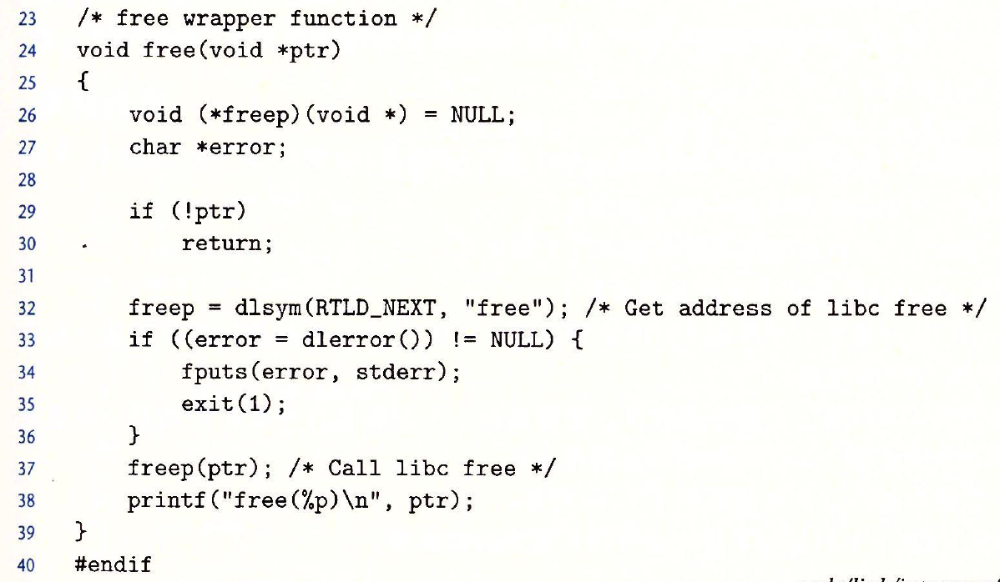 23 /* free wrapper function */
24 void free(void *ptr)
25 {
26     void (*freep)(void *) = NULL;
27     char *error;
28
29     if (!ptr)
30         return;
31
32     freep = dlsym(RTLD_NEXT, "free"); /* Get address of libc free */
33     if ((error = dlerror()) != NULL) {
34         fputs(error, stderr);
35         exit(1);
36     }
37     freep(ptr); /* Call libc free */
38     printf("free(%p)\n", ptr);
39 }
40 #endif